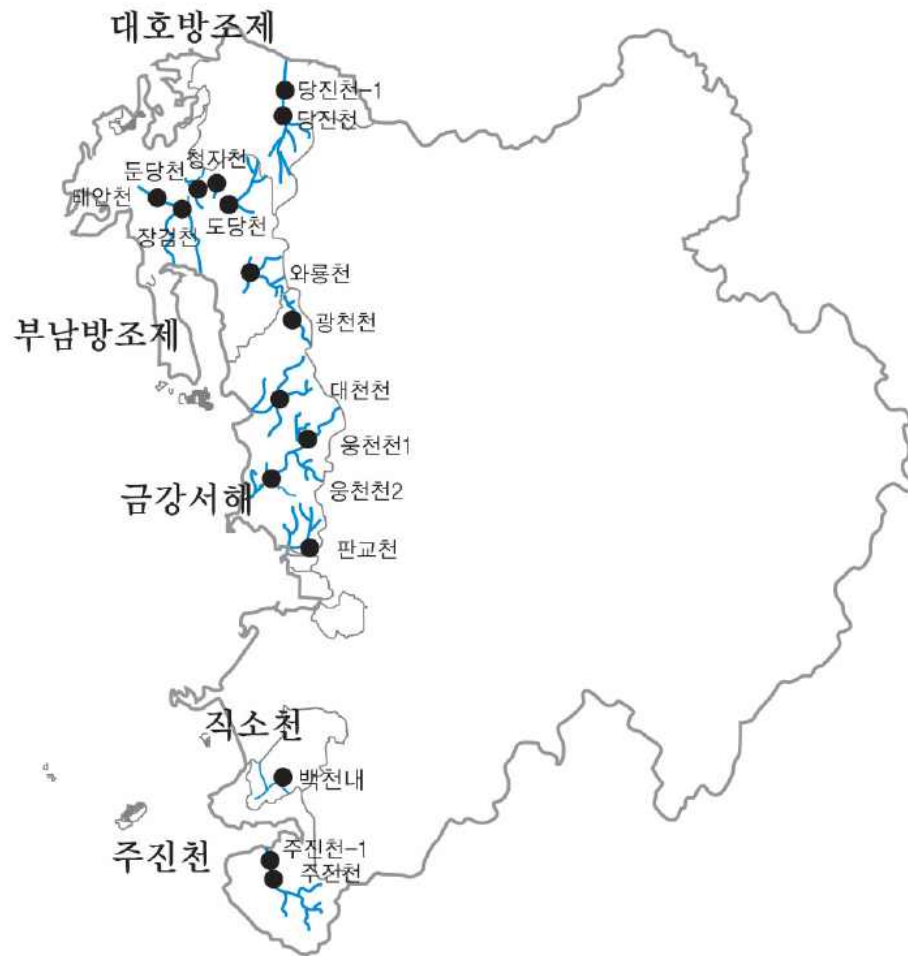 대호방조제
당진천-1
당진천
청지천
둔당천
태안천
도당천
장검천
와룡천
부남방조제
광천천
대천천
웅천천1
금강서해
웅천천2
판교천
직소천
백천내
주진천
주진천-1
주진천